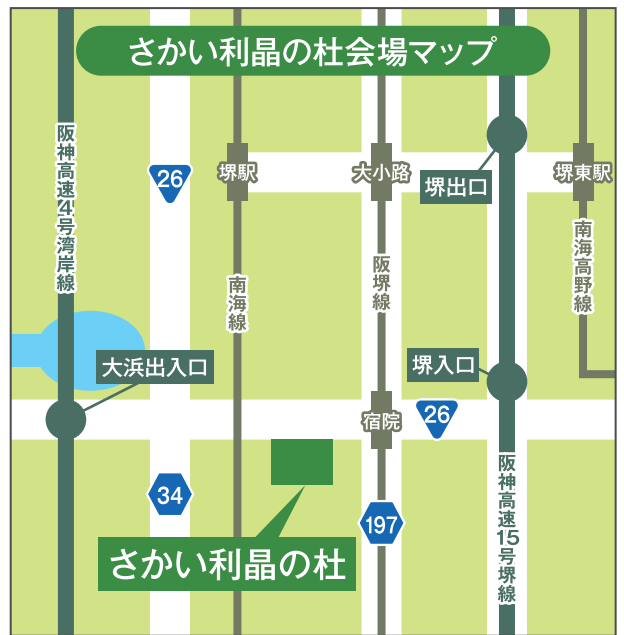 さかい利晶の杜会場マップ
阪神高速4号湾岸線
26
堺駅
大小路
堺出口
堺東駅
南海線
阪堺線
南海高野線
大浜出入口
堺入口
宿院
26
34
197
阪神高速15号堺線
さかい利晶の杜